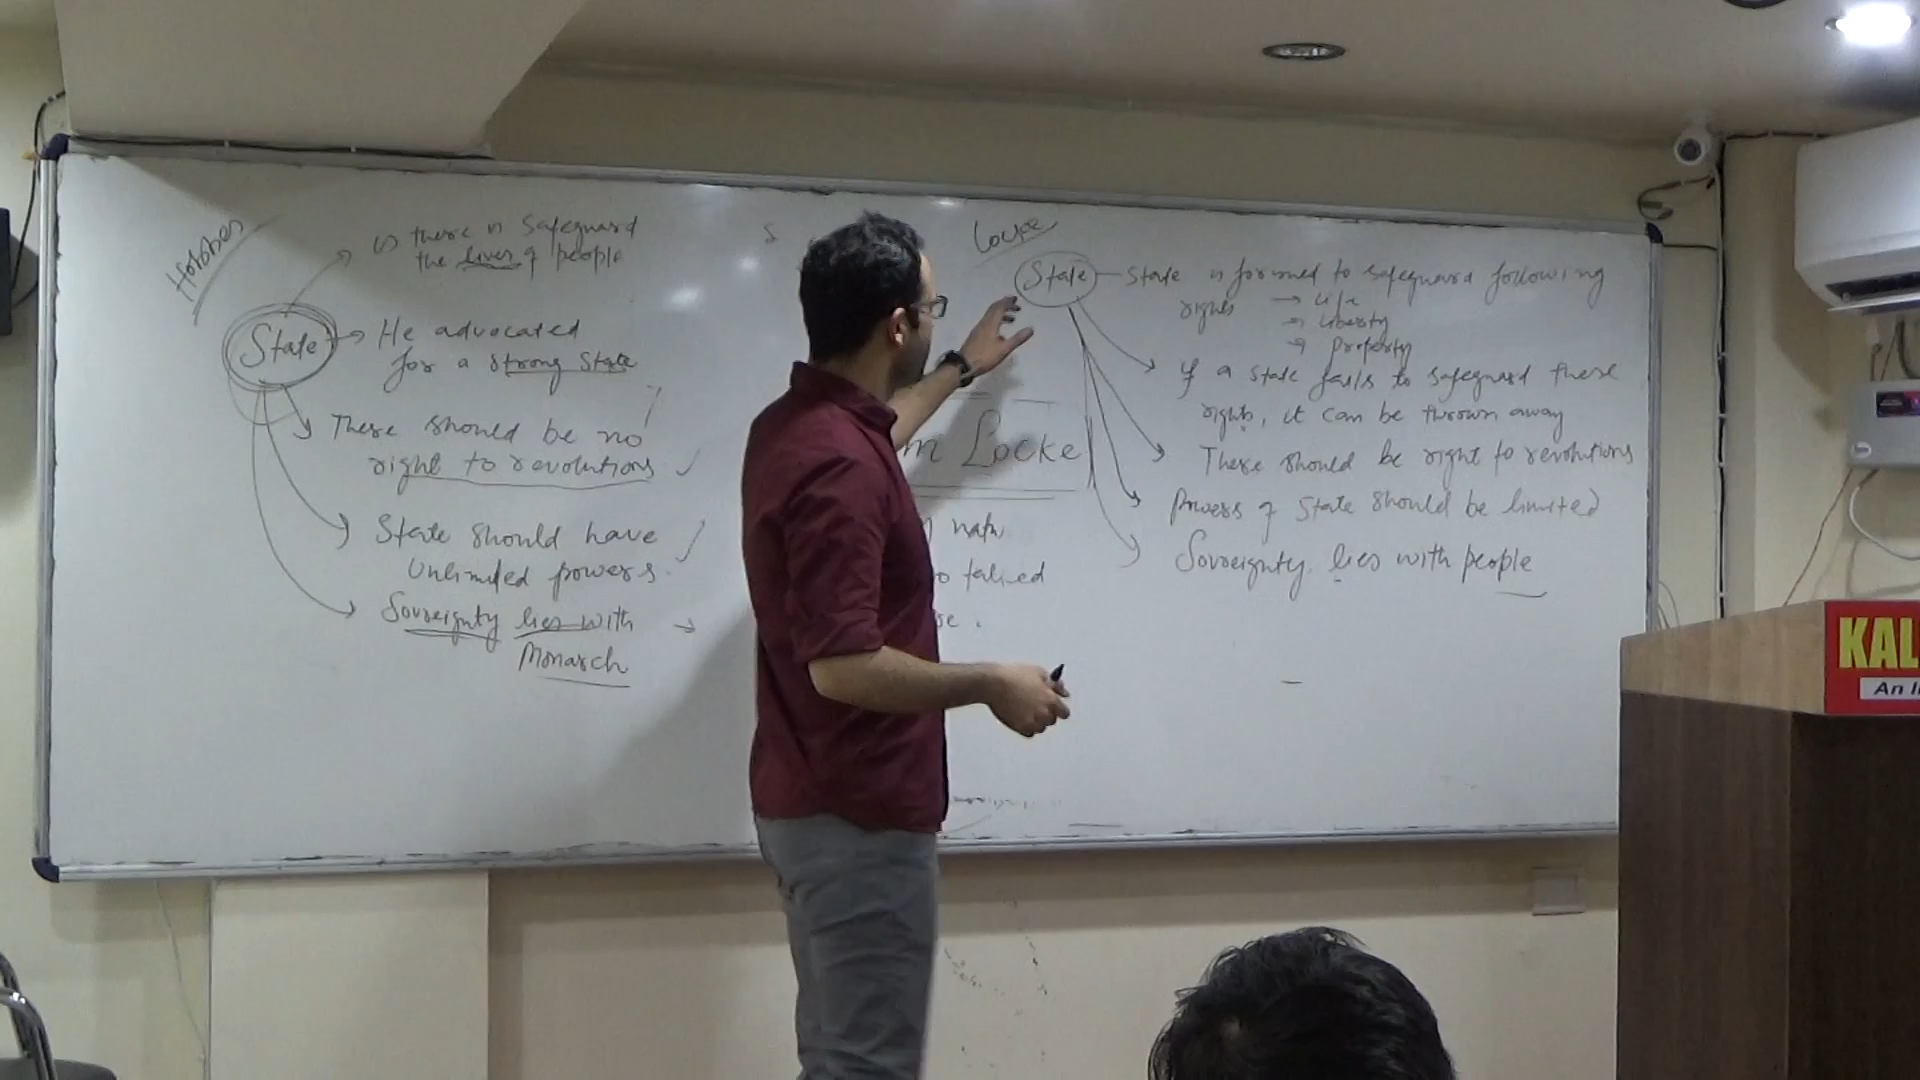 Hobbes
there is safeguard
the lives of people
State
He advocated
for a strong State
There should be no
right to revolutions
State should have
Unlimited powers.
Sovereignty lies with
Monarch
Locke
State
State is formed to safeguard following
rights → life
→ liberty
→ Property
If a state fails to safeguard these
rights, it can be thrown away
There should be right to revolutions
Powers of State should be limited
Sovereignty lies with people
m Locke
KAL
An I